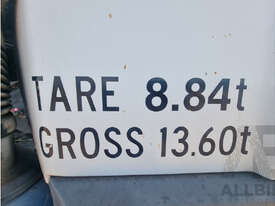 TARE 8.84t
GROSS 13.60t
ALLBI